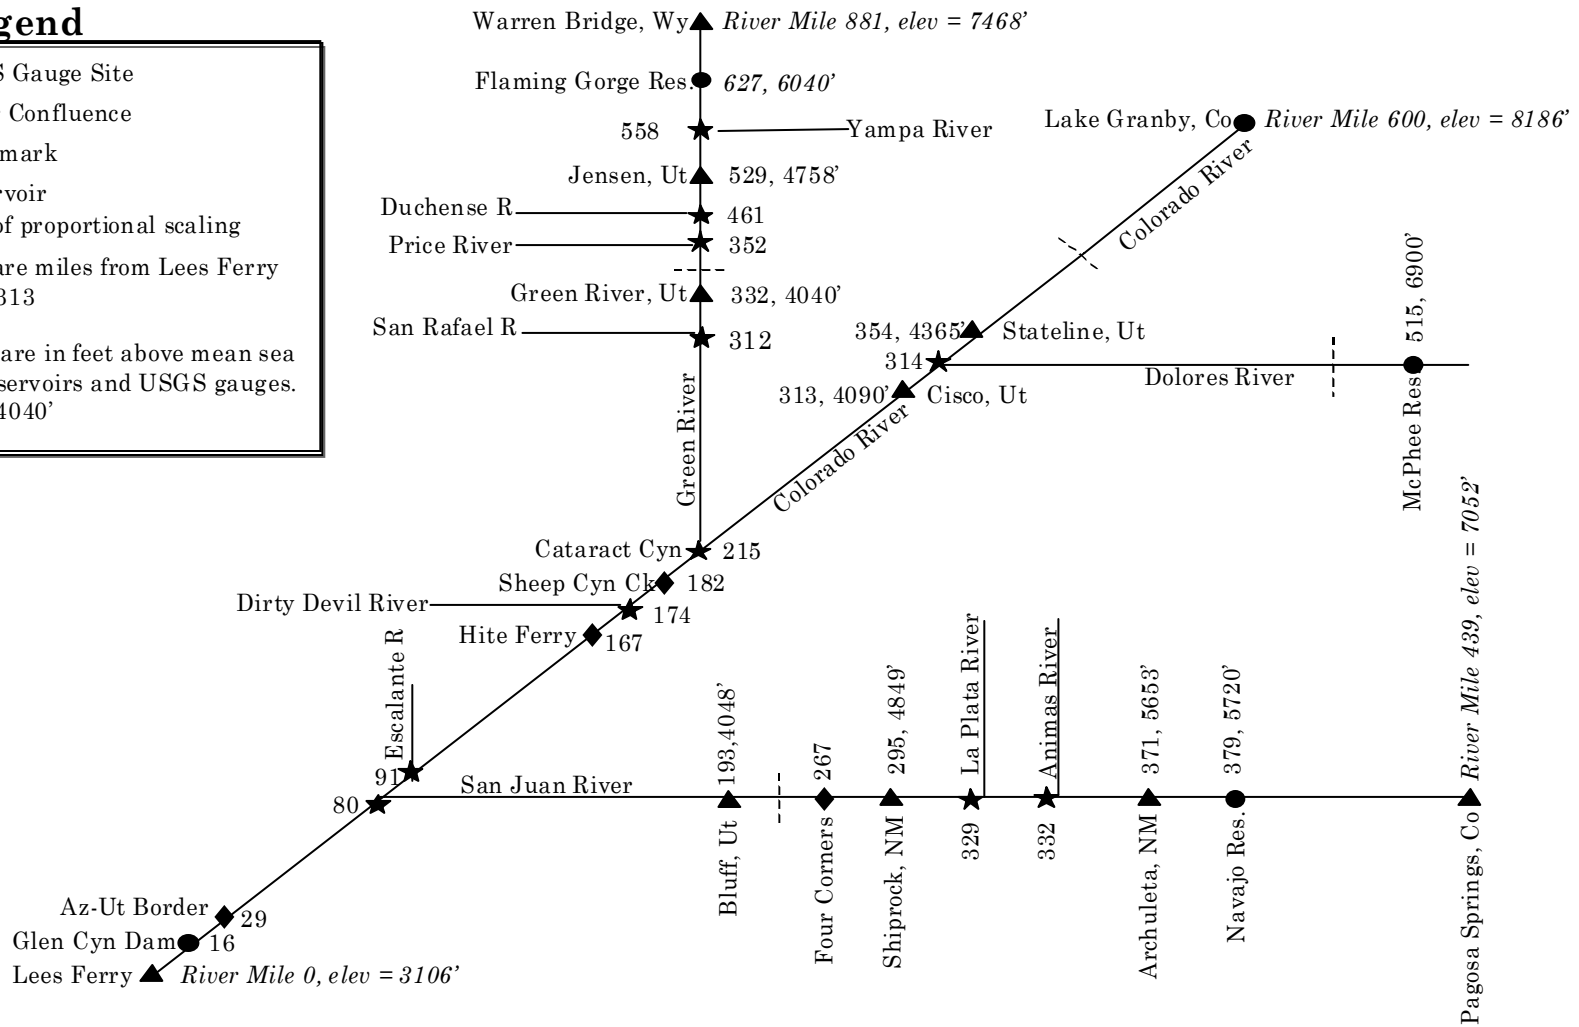 gend
S Gauge Site
Confluence
mark
rvoir
of proportional scaling
are miles from Lees Ferry
313
are in feet above mean sea
servoirs and USGS gauges.
4040’
Warren Bridge, Wy River Mile 881, elev = 7468’
Flaming Gorge Res. 627, 6040’
558 Yampa River
Jensen, Ut 529, 4758’
Duchense R 461
Price River 352
Green River, Ut 332, 4040’
San Rafael R 312
Green River
Lake Granby, Co River Mile 600, elev = 8186’
Colorado River
354, 4365’ Stateline, Ut
314
Dolores River
McPhee Res. 515, 6900’
313, 4090’ Cisco, Ut
Colorado River
Cataract Cyn 215
Sheep Cyn Ck 182
Dirty Devil River 174
Hite Ferry 167
Escalante R
91
80
San Juan River
Bluff, Ut 193,4048’
Four Corners 267
Shiprock, NM 295, 4849’
La Plata River
329
Animas River
332
Archuleta, NM 371, 5653’
Navajo Res. 379, 5720’
Pagosa Springs, Co River Mile 439, elev = 7052’
Az-Ut Border 29
Glen Cyn Dam 16
Lees Ferry River Mile 0, elev = 3106’